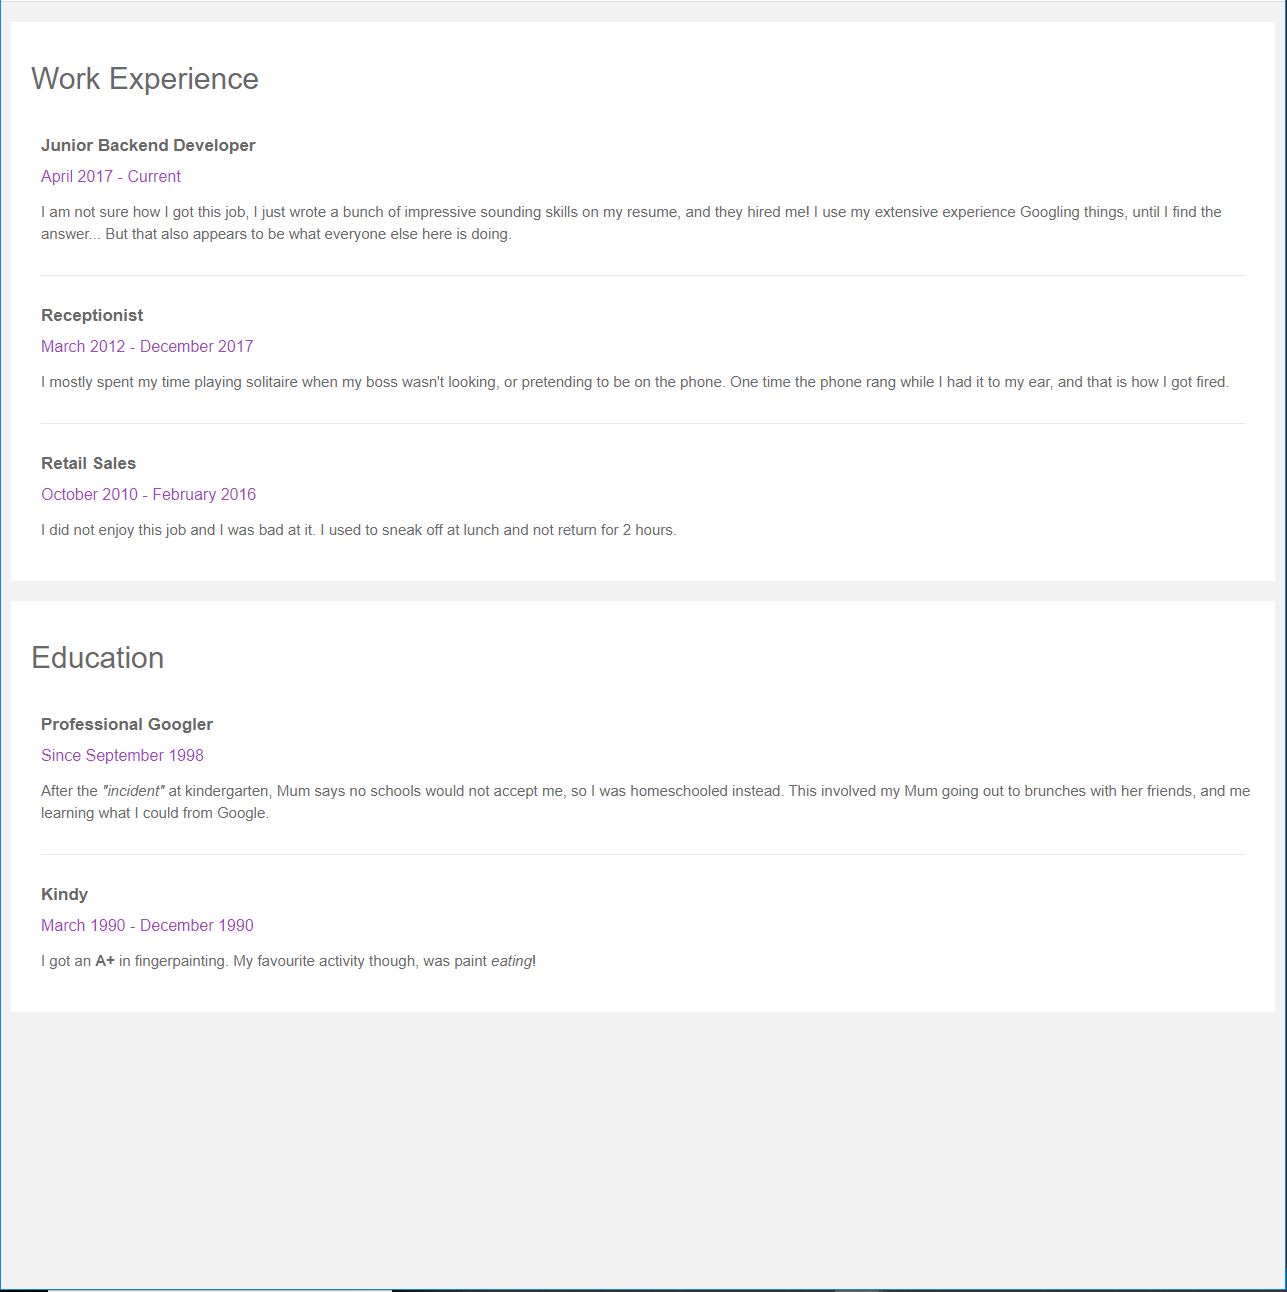 Work Experience
Junior Backend Developer
April 2017 - Current
I am not sure how I got this job, I just wrote a bunch of impressive sounding skills on my resume, and they hired me! I use my extensive experience Googling things, until I find the
answer... But that also appears to be what everyone else here is doing.
Receptionist
March 2012 - December 2017
I mostly spent my time playing solitaire when my boss wasn't looking, or pretending to be on the phone. One time the phone rang while I had it to my ear, and that is how I got fired.
Retail Sales
October 2010 - February 2016
I did not enjoy this job and I was bad at it. I used to sneak off at lunch and not return for 2 hours.
Education
Professional Googler
Since September 1998
After the "incident" at kindergarten, Mum says no schools would not accept me, so I was homeschooled instead. This involved my Mum going out to brunches with her friends, and me
learning what I could from Google.
Kindy
March 1990 - December 1990
I got an A+ in fingerpainting. My favourite activity though, was paint eating!